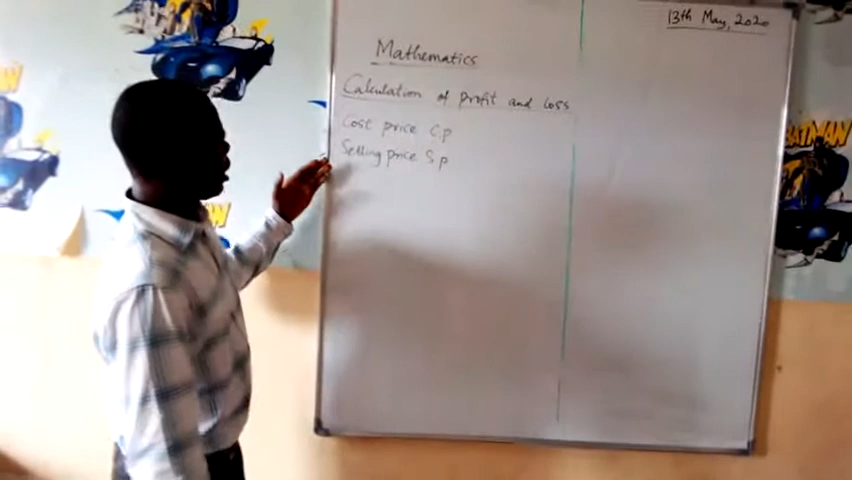 13th May, 2020
Mathematics
Calculation of profit and loss
Cost price C.p
Selling price S p
BATMAN